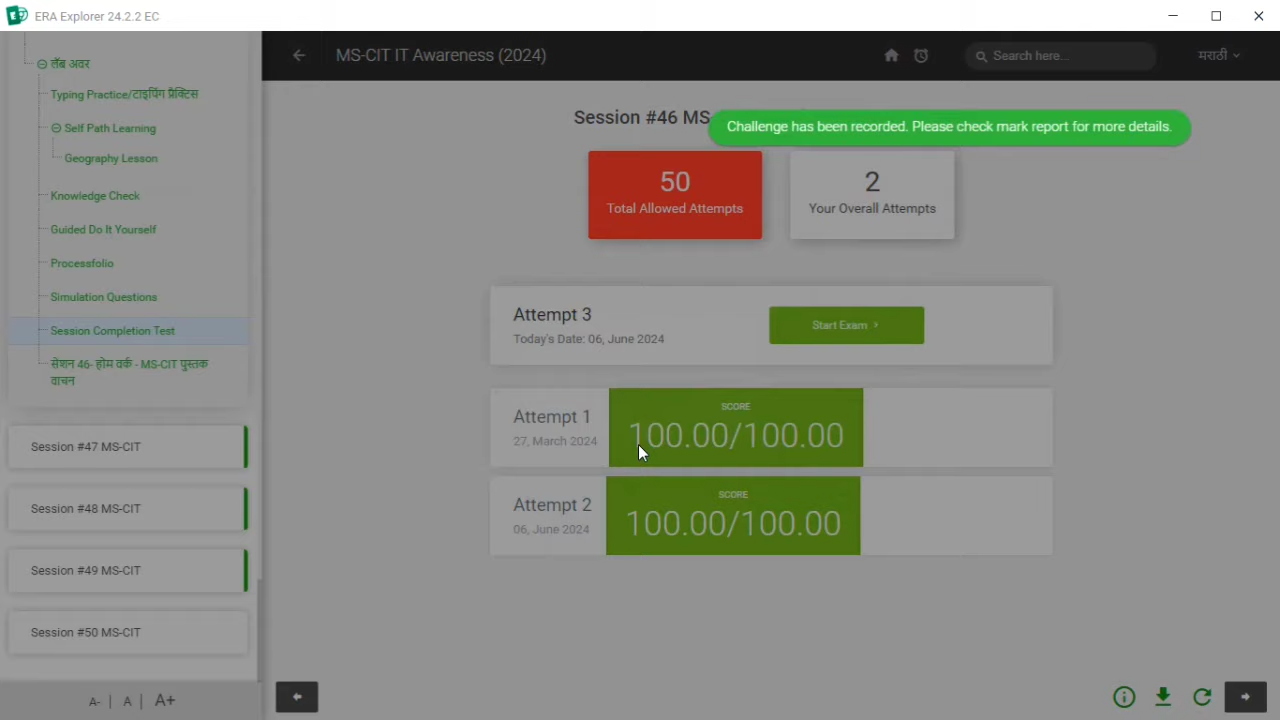 ERA Explorer 24.2.2 EC
लॅब अवर
Typing Practice/टाइपिंग प्रॅक्टिस
Self Path Learning
Geography Lesson
Knowledge Check
Guided Do It Yourself
Processfolio
Simulation Questions
Session Completion Test
सेशन 46- होम वर्क - MS-CIT पुस्तक
वाचन
Session #47 MS-CIT
Session #48 MS-CIT
Session #49 MS-CIT
Session #50 MS-CIT
A- | A | A+
MS-CIT IT Awareness (2024)
Search here...
मराठी
Session #46 MS
Challenge has been recorded. Please check mark report for more details.
50
Total Allowed Attempts
2
Your Overall Attempts
Attempt 3
Today's Date: 06, June 2024
Start Exam
Attempt 1
27, March 2024
SCORE
100.00/100.00
Attempt 2
06, June 2024
SCORE
100.00/100.00